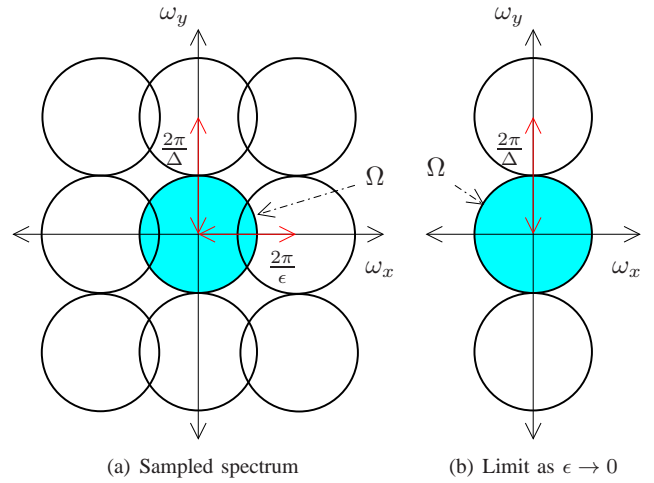 ω_y
ω_y
2π/Δ
2π/Δ
Ω
Ω
2π/ϵ
ω_x
ω_x
(a) Sampled spectrum
(b) Limit as ϵ → 0